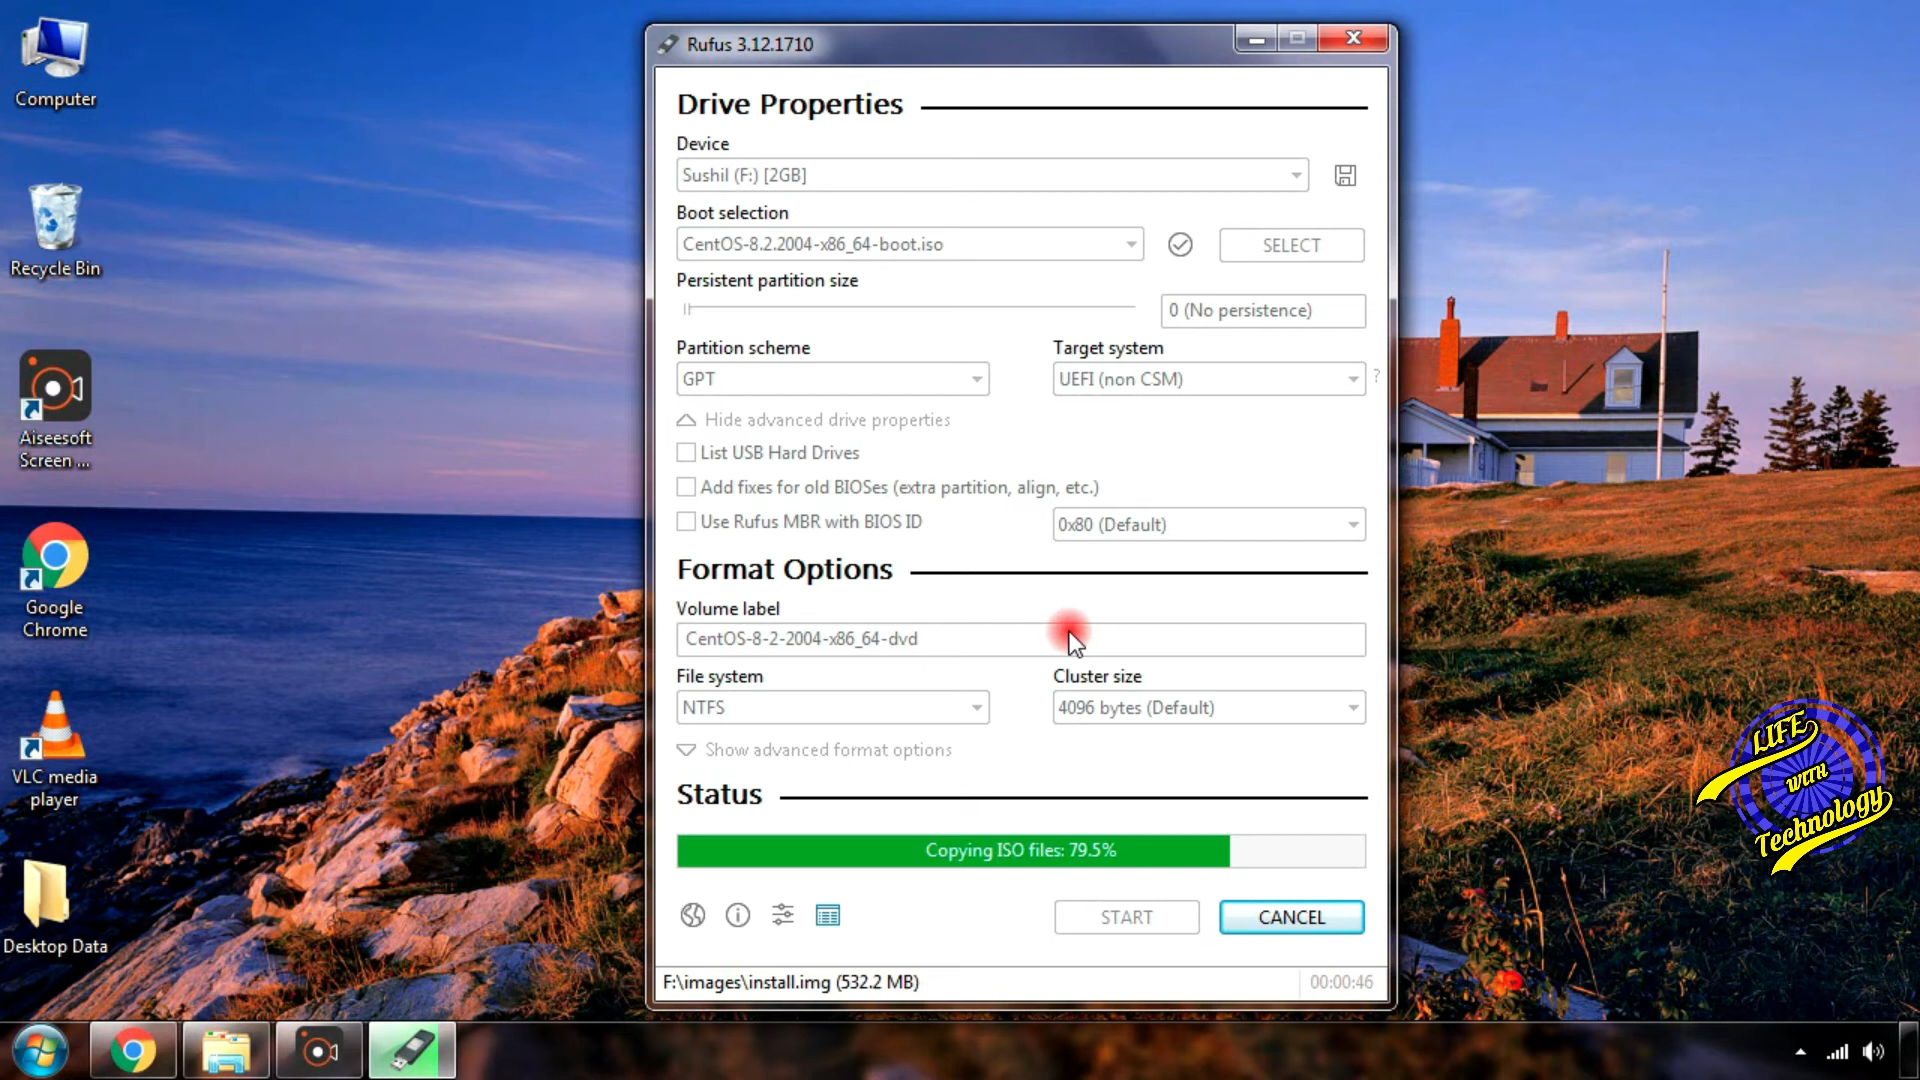 Computer
Recycle Bin
Aiseesoft
Screen ...
Google
Chrome
VLC media
player
Desktop Data
Rufus 3.12.1710
Drive Properties
Device
Sushil (F:) [2GB]
Boot selection
CentOS-8.2.2004-x86_64-boot.iso
SELECT
Persistent partition size
0 (No persistence)
Partition scheme
Target system
GPT
UEFI (non CSM)
?
Hide advanced drive properties
List USB Hard Drives
Add fixes for old BIOSes (extra partition, align, etc.)
Use Rufus MBR with BIOS ID
0x80 (Default)
Format Options
Volume label
CentOS-8-2-2004-x86_64-dvd
File system
Cluster size
NTFS
4096 bytes (Default)
Show advanced format options
Status
Copying ISO files: 79.5%
START
CANCEL
F:\images\install.img (532.2 MB)
00:00:46
LIFE
WITH
Technology